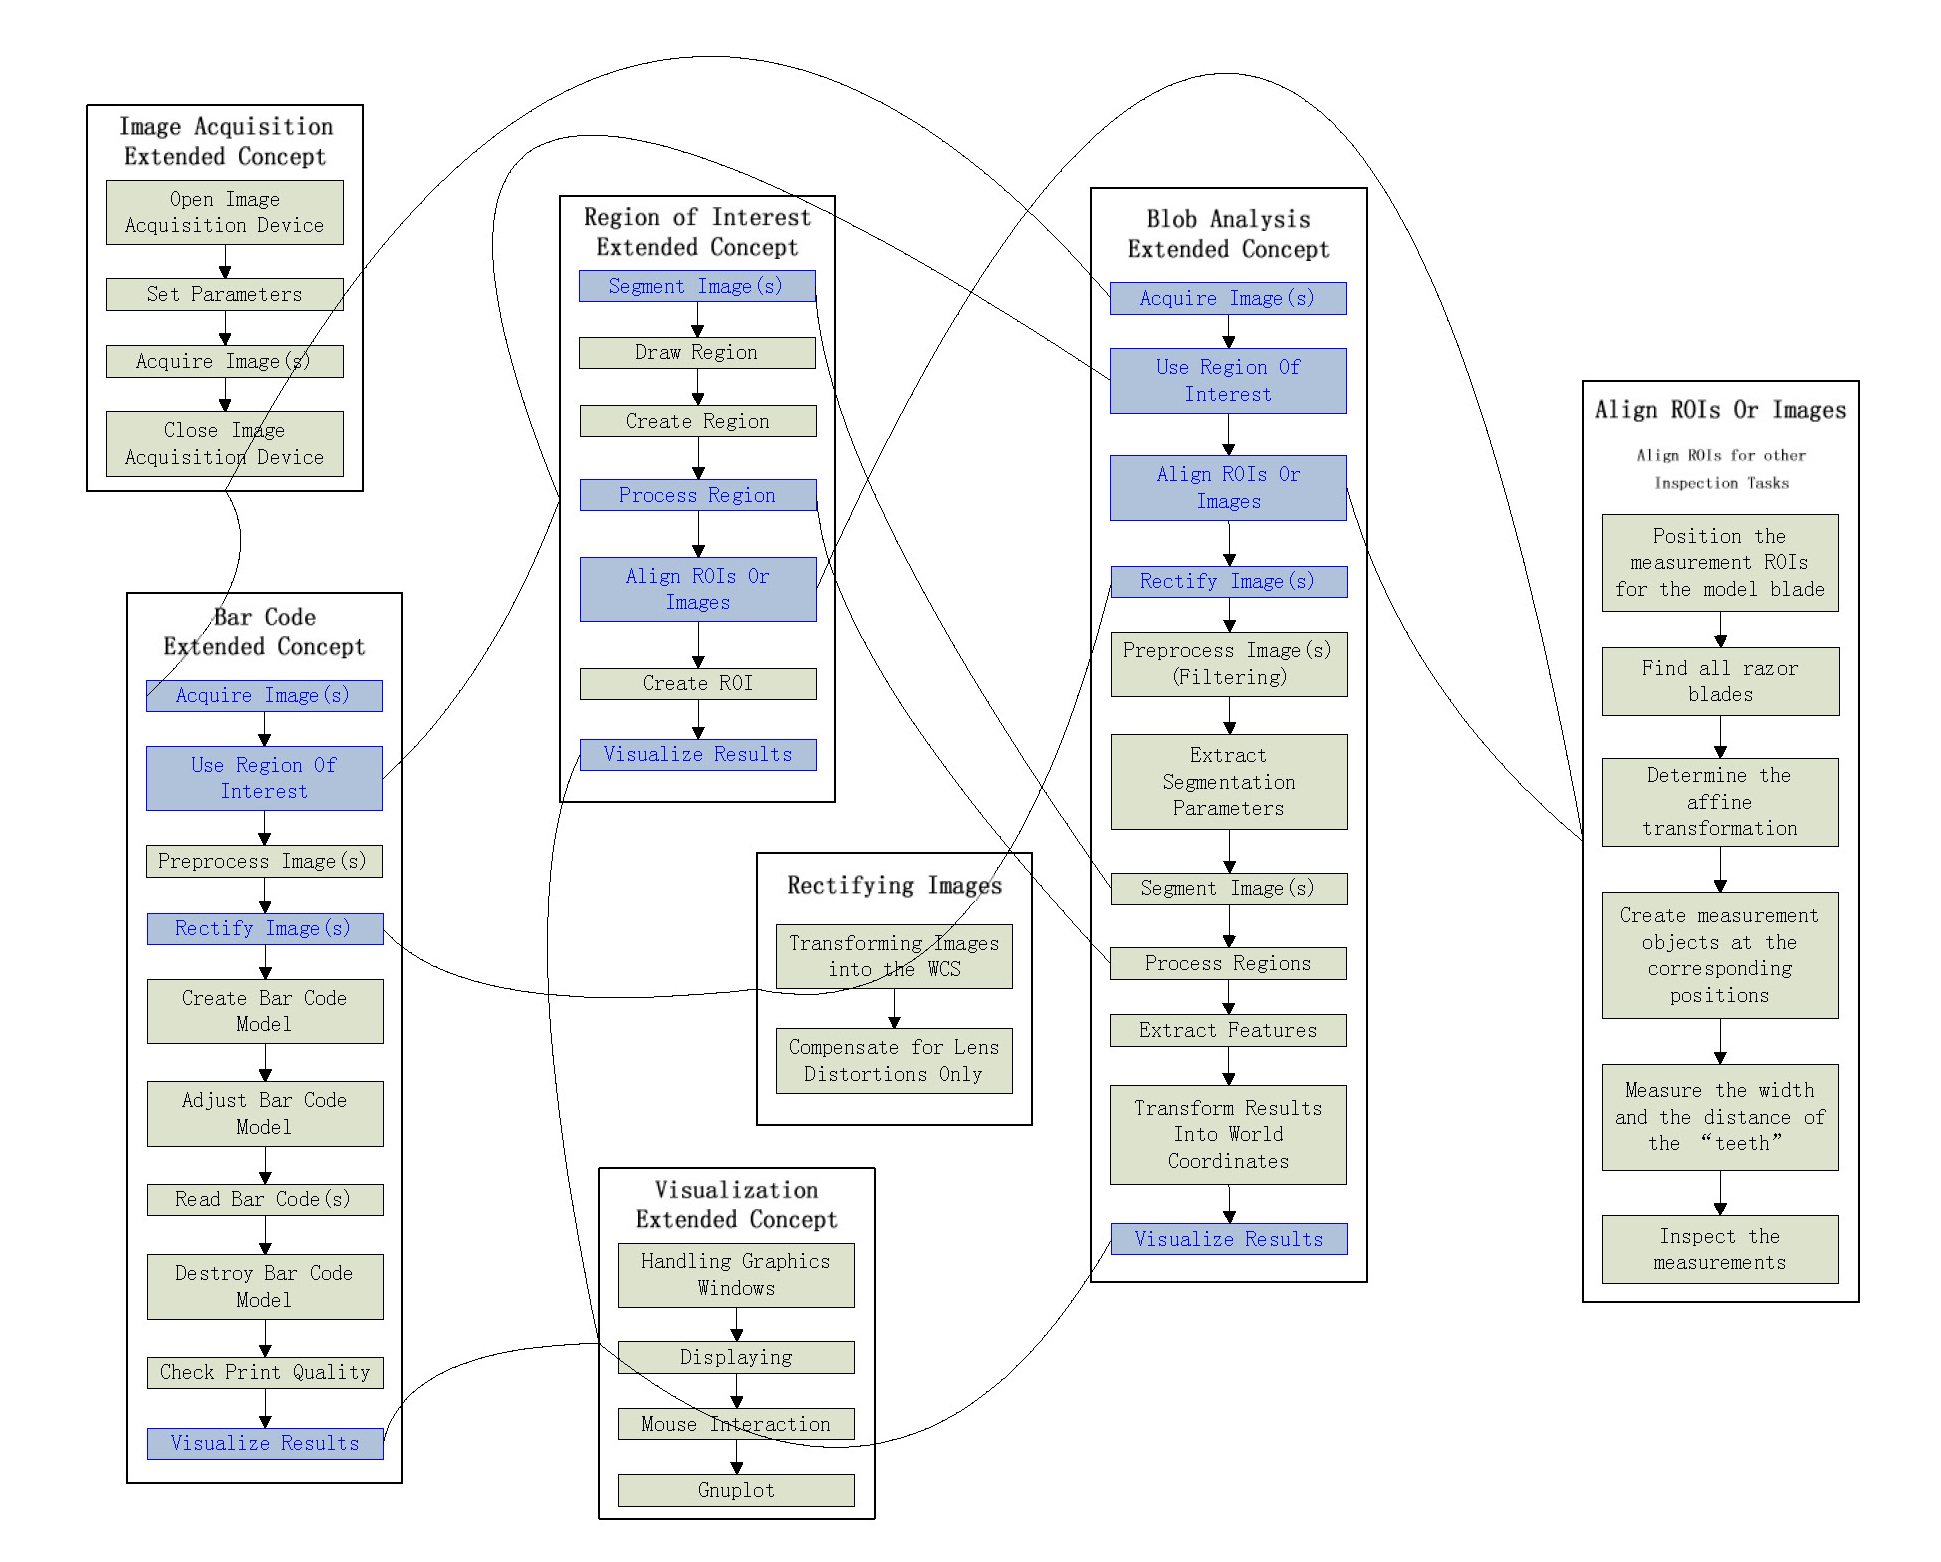 Image Acquisition
Extended Concept
Open Image
Acquisition Device
Set Parameters
Acquire Image(s)
Close Image
Acquisition Device
Bar Code
Extended Concept
Acquire Image(s)
Use Region Of
Interest
Preprocess Image(s)
Rectify Image(s)
Create Bar Code
Model
Adjust Bar Code
Model
Read Bar Code(s)
Destroy Bar Code
Model
Check Print Quality
Visualize Results
Region of Interest
Extended Concept
Segment Image(s)
Draw Region
Create Region
Process Region
Align ROIs Or
Images
Create ROI
Visualize Results
Rectifying Images
Transforming Images
into the WCS
Compensate for Lens
Distortions Only
Visualization
Extended Concept
Handling Graphics
Windows
Displaying
Mouse Interaction
Gnuplot
Blob Analysis
Extended Concept
Acquire Image(s)
Use Region Of
Interest
Align ROIs Or
Images
Rectify Image(s)
Preprocess Image(s)
(Filtering)
Extract
Segmentation
Parameters
Segment Image(s)
Process Regions
Extract Features
Transform Results
Into World
Coordinates
Visualize Results
Align ROIs Or Images
Align ROIs for other
Inspection Tasks
Position the
measurement ROIs
for the model blade
Find all razor
blades
Determine the
affine
transformation
Create measurement
objects at the
corresponding
positions
Measure the width
and the distance of
the “teeth”
Inspect the
measurements